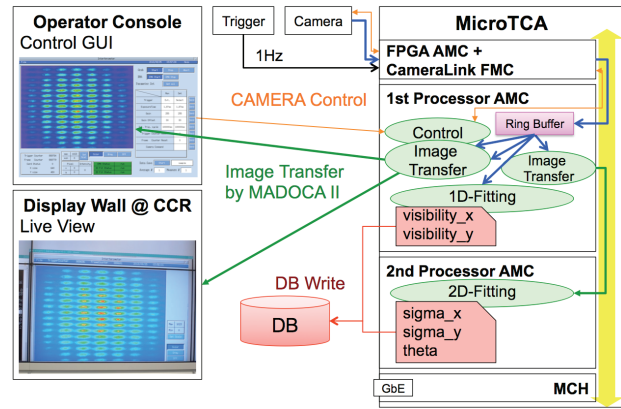 Operator Console
Control GUI
Display Wall @ CCR
Live View
Trigger
Camera
1Hz
CAMERA Control
Image Transfer
by MADOCA II
DB Write
DB
MicroTCA
FPGA AMC +
CameraLink FMC
1st Processor AMC
Ring Buffer
Control
Image
Transfer
Image
Transfer
1D-Fitting
visibility_x
visibility_y
2nd Processor AMC
2D-Fitting
sigma_x
sigma_y
theta
GbE
MCH